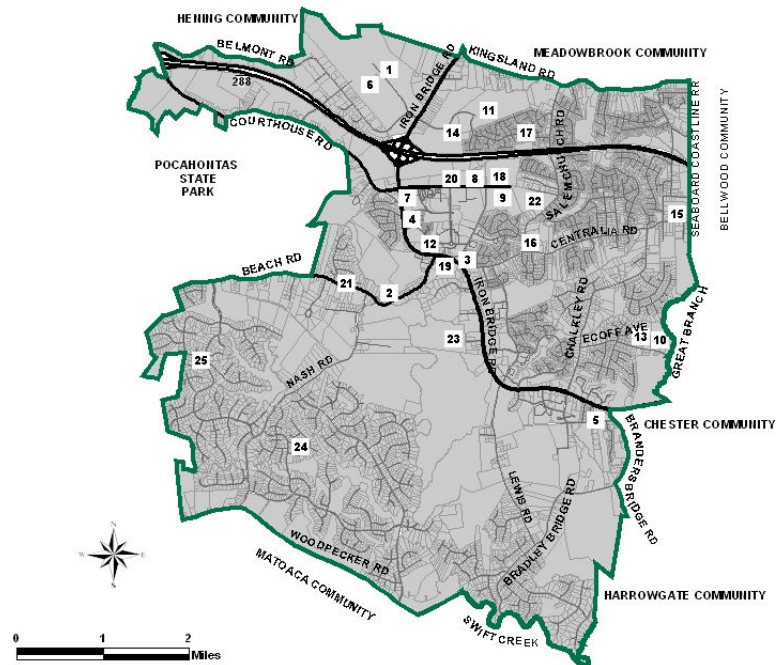 HENING COMMUNITY
BELMONT RD
KINGSLAND RD
MEADOWBROOK COMMUNITY
IRON BRIDGE RD
288
1
6
11
14
17
SALEM CHURCH RD
SEABOARD COASTLINE RR
BELLWOOD COMMUNITY
COURTHOUSE RD
POCAHONTAS
STATE
PARK
20
8
18
7
9
22
4
15
12
16
CENTRALIA RD
19
3
BEACH RD
21
2
IRON BRIDGE RD
CHALKLEY RD
ECOFF AVE
GREAT BRANCH
23
13
10
25
NASH RD
5
CHESTER COMMUNITY
24
BRANDERS BRIDGE RD
LEWIS RD
BRADLEY BRIDGE RD
WOODPECKER RD
MATOACA COMMUNITY
HARROWGATE COMMUNITY
SWIFT CREEK
N
W
E
S
0
1
2
Miles